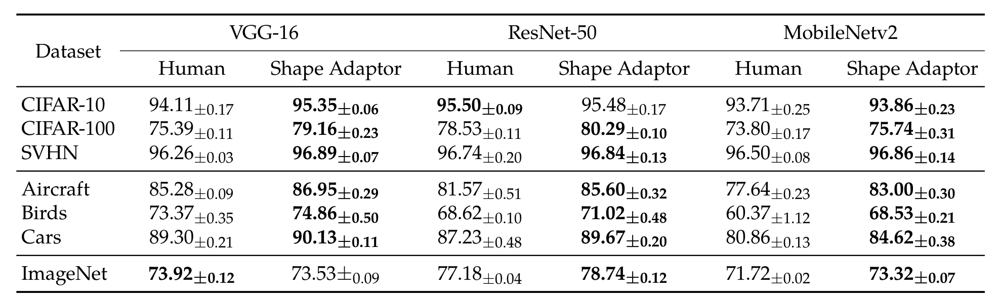 VGG-16 ResNet-50 MobileNetv2
Dataset
Human Shape Adaptor Human Shape Adaptor Human Shape Adaptor
CIFAR-10 94.11±0.17 95.35±0.06 95.50±0.09 95.48±0.17 93.71±0.25 93.86±0.23
CIFAR-100 75.39±0.11 79.16±0.23 78.53±0.11 80.29±0.10 73.80±0.17 75.74±0.31
SVHN 96.26±0.03 96.89±0.07 96.74±0.20 96.84±0.13 96.50±0.08 96.86±0.14
Aircraft 85.28±0.09 86.95±0.29 81.57±0.51 85.60±0.32 77.64±0.23 83.00±0.30
Birds 73.37±0.35 74.86±0.50 68.62±0.10 71.02±0.48 60.37±1.12 68.53±0.21
Cars 89.30±0.21 90.13±0.11 87.23±0.48 89.67±0.20 80.86±0.13 84.62±0.38
ImageNet 73.92±0.12 73.53±0.09 77.18±0.04 78.74±0.12 71.72±0.02 73.32±0.07